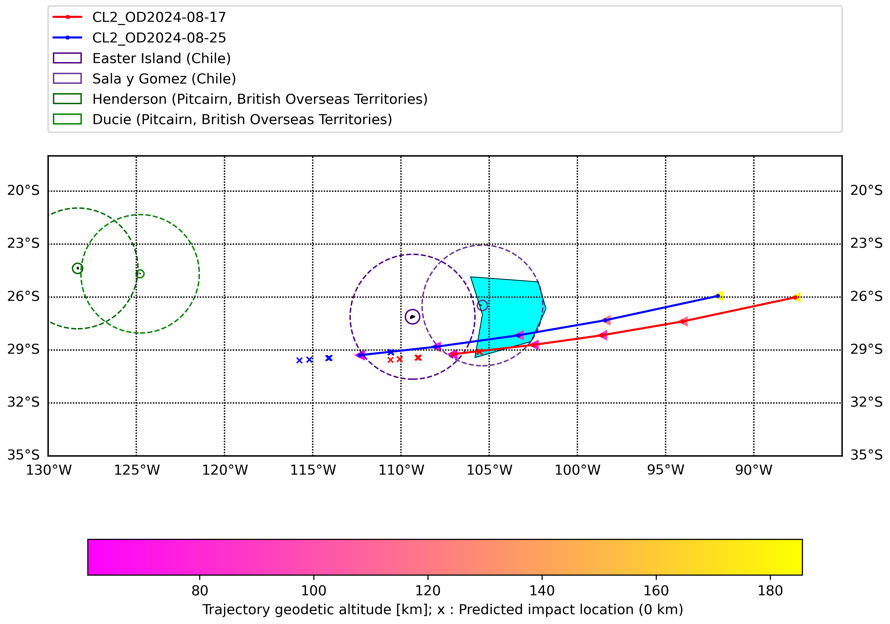 CL2_OD2024-08-17
CL2_OD2024-08-25
Easter Island (Chile)
Sala y Gomez (Chile)
Henderson (Pitcairn, British Overseas Territories)
Ducie (Pitcairn, British Overseas Territories)
20°S 20°S
23°S 23°S
26°S 26°S
29°S 29°S
32°S 32°S
35°S 35°S
130°W 125°W 120°W 115°W 110°W 105°W 100°W 95°W 90°W
80 100 120 140 160 180
Trajectory geodetic altitude [km]; x : Predicted impact location (0 km)